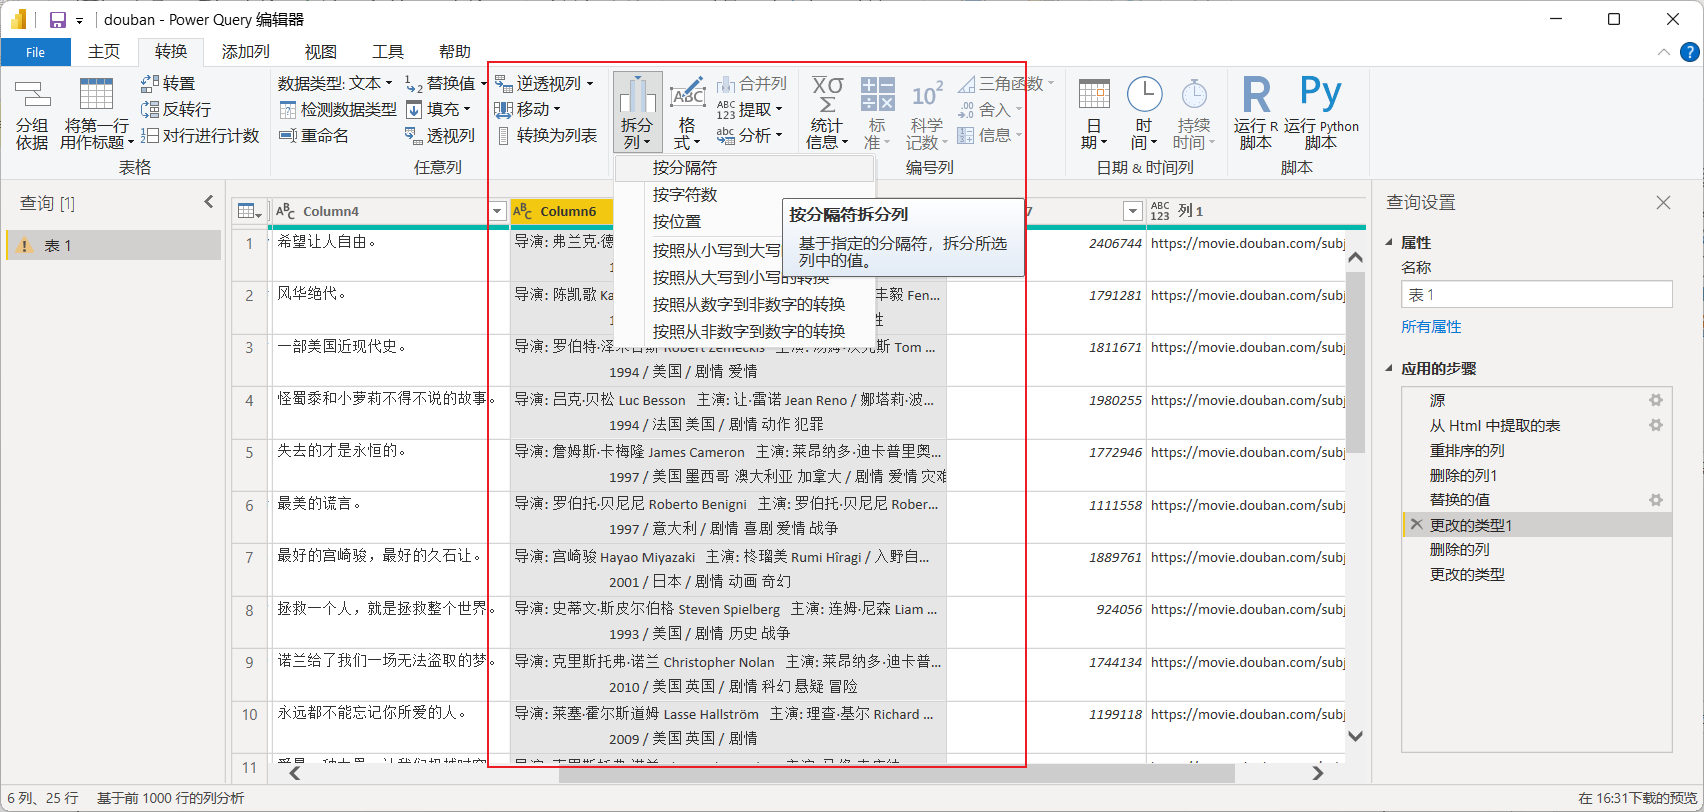 douban - Power Query 编辑器
File 主页 转换 添加列 视图 工具 帮助
分组依据 将第一行用作标题 转置 反转行 对行进行计数
表格
数据类型: 文本 检测数据类型 重命名 替换值 填充 透视列 逆透视列 移动 转换为列表
任意列
拆分列 格式 合并列 提取 分析
统计信息 标准 科学记数 三角函数 舍入 信息
编号列
日期 时间 持续时间
日期 & 时间列
运行 R 脚本 运行 Python 脚本
脚本
按分隔符
按字符数
按位置
按照从小写到大写
按照从大写到小写的转换
按照从数字到非数字的转换
按照从非数字到数字的转换
按分隔符拆分列
基于指定的分隔符，拆分所选
列中的值。
查询 [1]
表 1
Column4 Column6 7 列 1
1 希望让人自由。 导演: 弗兰克·德 2406744 https://movie.douban.com/subj
2 风华绝代。 导演: 陈凯歌 Ka 丰毅 Fen... 1791281 https://movie.douban.com/subj
3 一部美国近现代史。 导演: 罗伯特·泽米吉斯 Robert Zemeckis 主演: 汤姆·汉克斯 Tom ... 1811671 https://movie.douban.com/subj
1994 / 美国 / 剧情 爱情
4 怪蜀黍和小萝莉不得不说的故事。 导演: 吕克·贝松 Luc Besson 主演: 让·雷诺 Jean Reno / 娜塔莉·波... 1980255 https://movie.douban.com/subj
1994 / 法国 美国 / 剧情 动作 犯罪
5 失去的才是永恒的。 导演: 詹姆斯·卡梅隆 James Cameron 主演: 莱昂纳多·迪卡普里奥... 1772946 https://movie.douban.com/subj
1997 / 美国 墨西哥 澳大利亚 加拿大 / 剧情 爱情 灾难
6 最美的谎言。 导演: 罗伯托·贝尼尼 Roberto Benigni 主演: 罗伯托·贝尼尼 Rober... 1111558 https://movie.douban.com/subj
1997 / 意大利 / 剧情 喜剧 爱情 战争
7 最好的宫崎骏，最好的久石让。 导演: 宫崎骏 Hayao Miyazaki 主演: 柊瑠美 Rumi Hîragi / 入野自... 1889761 https://movie.douban.com/subj
2001 / 日本 / 剧情 动画 奇幻
8 拯救一个人，就是拯救整个世界。 导演: 史蒂文·斯皮尔伯格 Steven Spielberg 主演: 连姆·尼森 Liam ... 924056 https://movie.douban.com/subj
1993 / 美国 / 剧情 历史 战争
9 诺兰给了我们一场无法盗取的梦。 导演: 克里斯托弗·诺兰 Christopher Nolan 主演: 莱昂纳多·迪卡普... 1744134 https://movie.douban.com/subj
2010 / 美国 英国 / 剧情 科幻 悬疑 冒险
10 永远都不能忘记你所爱的人。 导演: 莱塞·霍尔斯道姆 Lasse Hallström 主演: 理查·基尔 Richard ... 1199118 https://movie.douban.com/subj
2009 / 美国 英国 / 剧情
11
查询设置
属性
名称
表 1
所有属性
应用的步骤
源
从 Html 中提取的表
重排序的列
删除的列1
替换的值
更改的类型1
删除的列
更改的类型
6 列、25 行 基于前 1000 行的列分析 在 16:31下载的预览